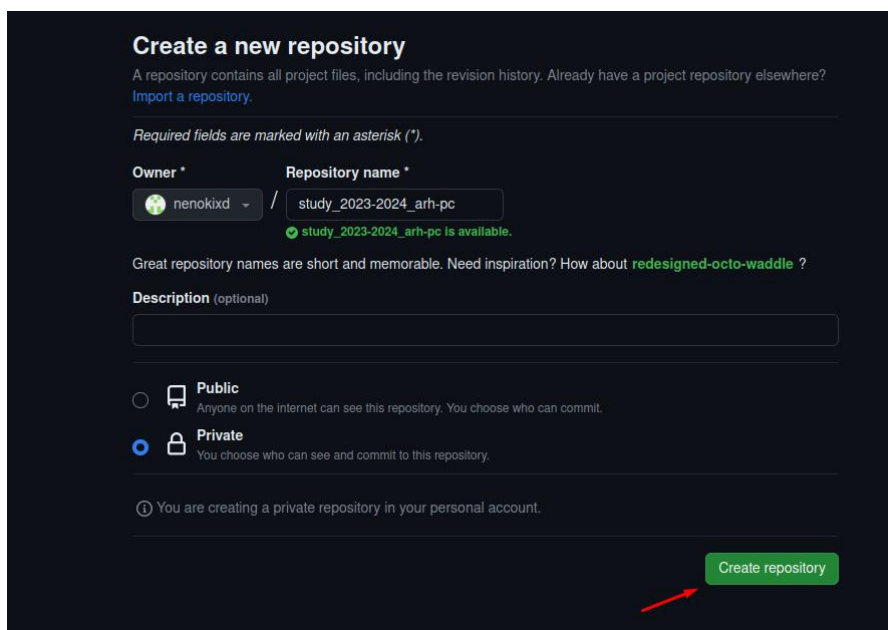 Create a new repository
A repository contains all project files, including the revision history. Already have a project repository elsewhere?
Import a repository.
Required fields are marked with an asterisk (*).
Owner *
Repository name *
nenokixd
/
study_2023-2024_arh-pc
study_2023-2024_arh-pc is available.
Great repository names are short and memorable. Need inspiration? How about redesigned-octo-waddle ?
Description (optional)
Public
Anyone on the internet can see this repository. You choose who can commit.
Private
You choose who can see and commit to this repository.
You are creating a private repository in your personal account.
Create repository